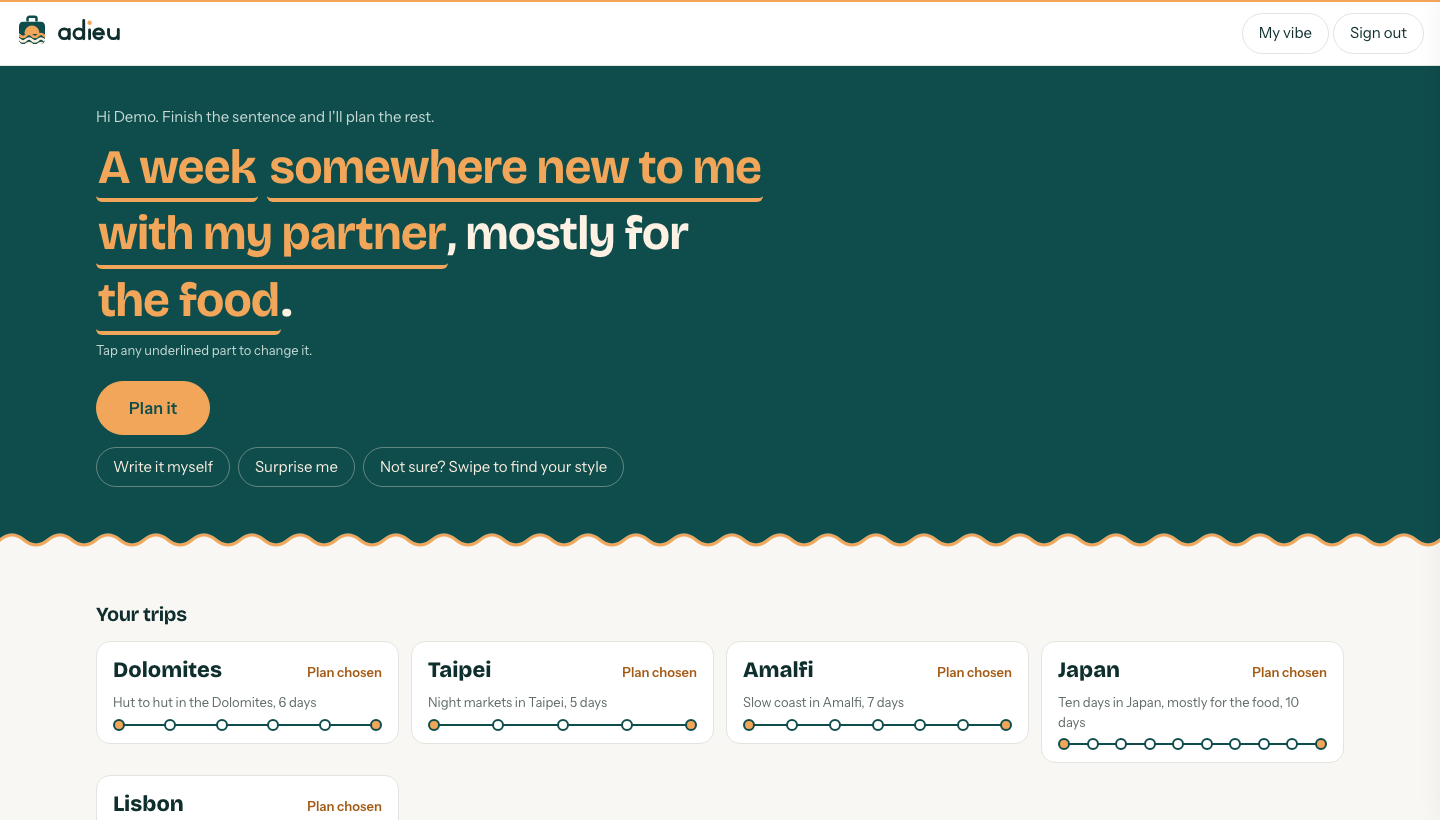 adieu
My vibe
Sign out
Hi Demo. Finish the sentence and I'll plan the rest.
A week somewhere new to me
with my partner, mostly for
the food.
Tap any underlined part to change it.
Plan it
Write it myself
Surprise me
Not sure? Swipe to find your style
Your trips
Dolomites
Plan chosen
Hut to hut in the Dolomites, 6 days
Taipei
Plan chosen
Night markets in Taipei, 5 days
Amalfi
Plan chosen
Slow coast in Amalfi, 7 days
Japan
Plan chosen
Ten days in Japan, mostly for the food, 10
days
Lisbon
Plan chosen